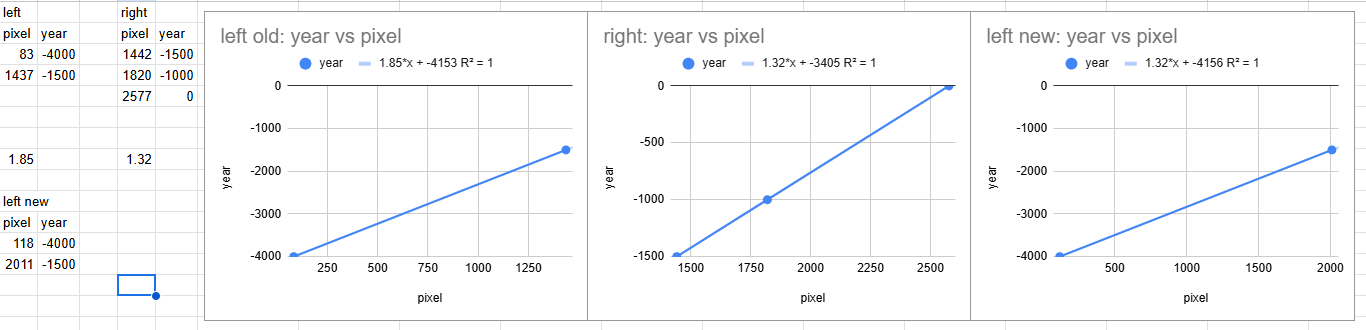 left right
pixel year pixel year
83 -4000 1442 -1500
1437 -1500 1820 -1000
2577 0
1.85 1.32
left new
pixel year
118 -4000
2011 -1500
left old: year vs pixel
year 1.85*x + -4153 R² = 1
0
-1000
-2000
-3000
-4000
year
250 500 750 1000 1250
pixel
right: year vs pixel
year 1.32*x + -3405 R² = 1
0
-500
-1000
-1500
year
1500 1750 2000 2250 2500
pixel
left new: year vs pixel
year 1.32*x + -4156 R² = 1
0
-1000
-2000
-3000
-4000
year
500 1000 1500 2000
pixel